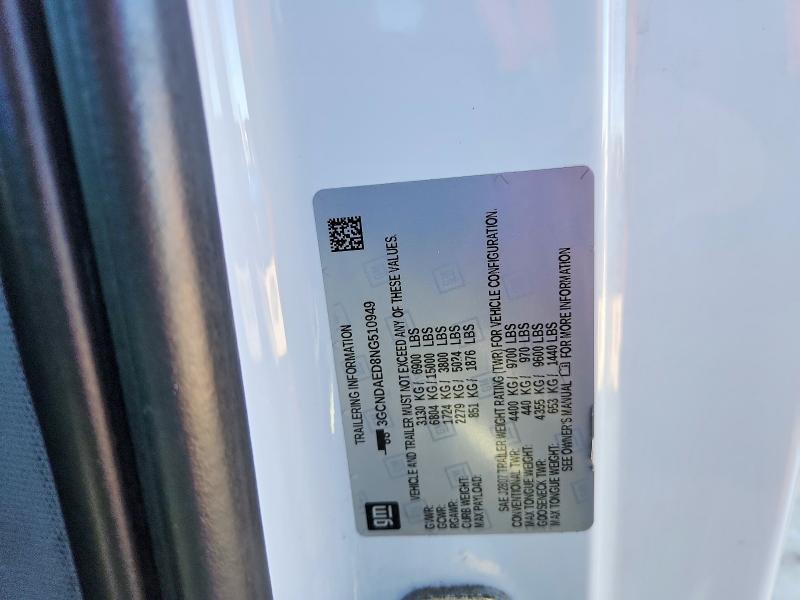 TRAILERING INFORMATION
3GCNDAED8NG510949
gm
VEHICLE AND TRAILER MUST NOT EXCEED ANY OF THESE VALUES.
GVWR: 3130 KG/ 6900 LBS
GCWR: 6804 KG/15000 LBS
RGAWR: 1724 KG/ 3800 LBS
CURB WEIGHT: 2279 KG/ 5024 LBS
MAX PAYLOAD: 851 KG/ 1876 LBS
SAE J2807 TRAILER WEIGHT RATING (TWR) FOR VEHICLE CONFIGURATION.
CONVENTIONAL TWR: 4400 KG/ 9700 LBS
MAX TONGUE WEIGHT: 440 KG/ 970 LBS
GOOSENECK TWR: 4355 KG/ 9600 LBS
MAX TONGUE WEIGHT: 653 KG/ 1440 LBS
SEE OWNER'S MANUAL FOR MORE INFORMATION